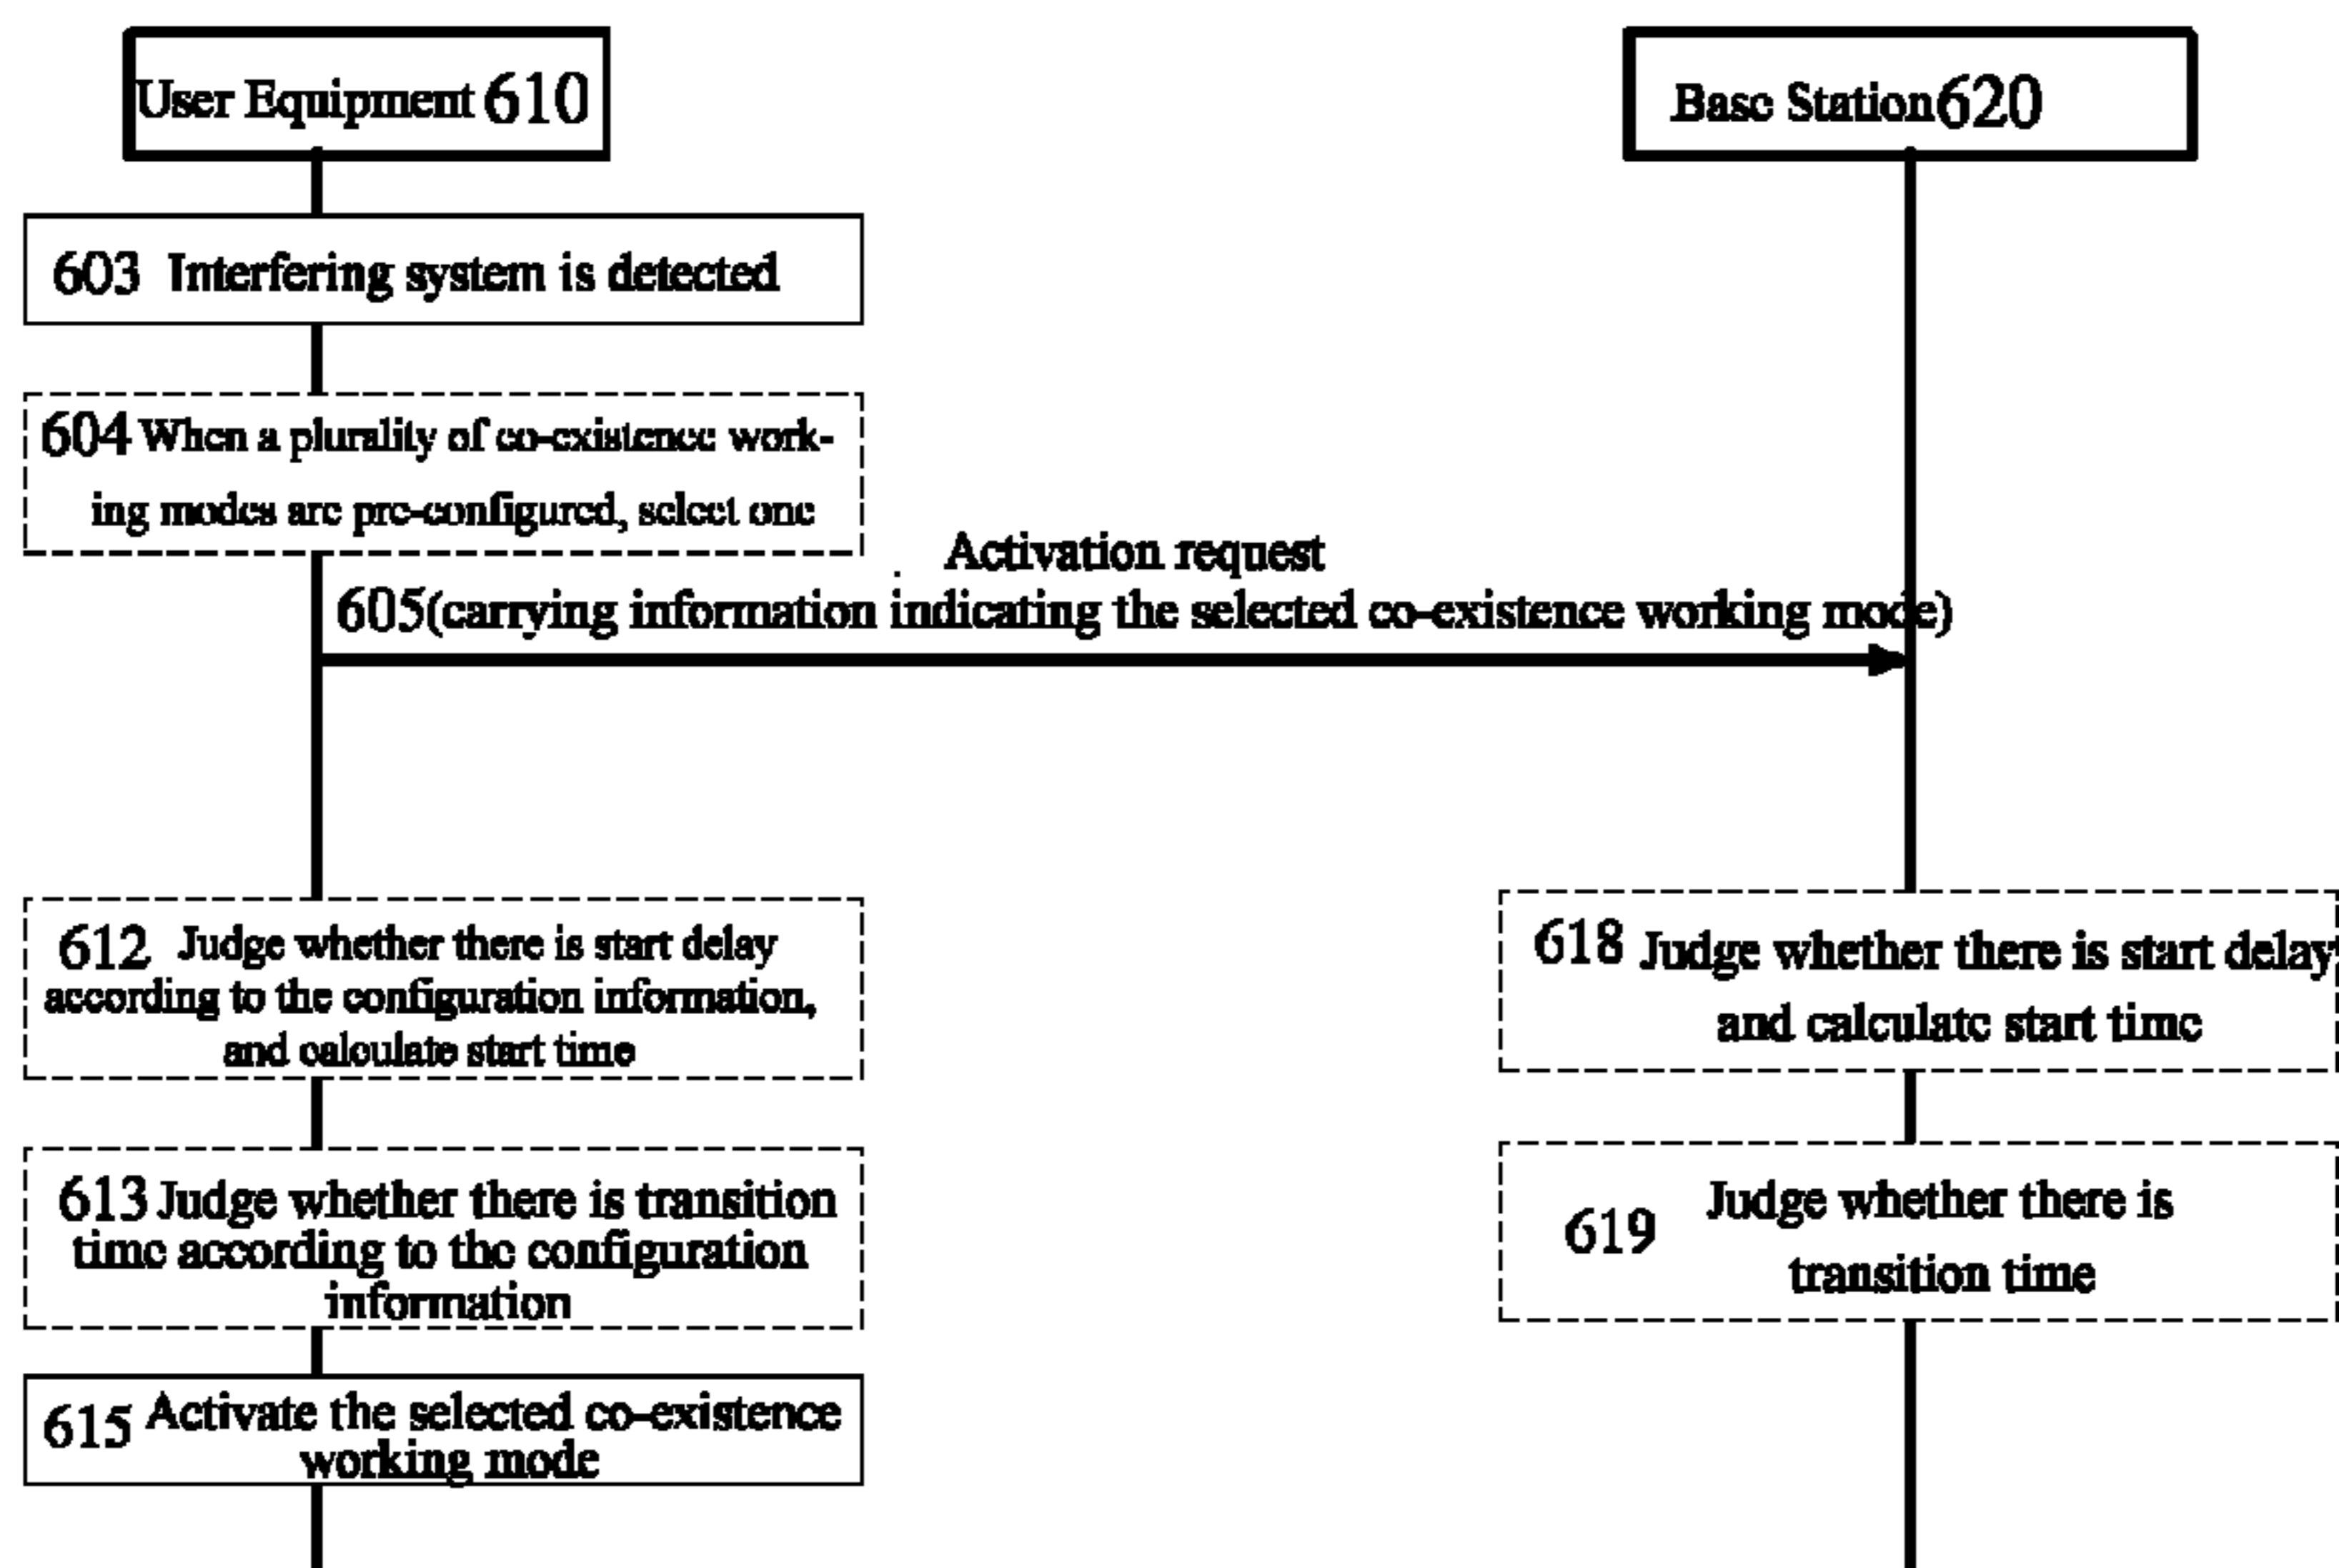 User Equipment 610
Base Station 620
603 Interfering system is detected
604 When a plurality of co-existence work-
ing modes are pre-configured, select one
Activation request
605(carrying information indicating the selected co-existence working mode)
612 Judge whether there is start delay
according to the configuration information,
and calculate start time
618 Judge whether there is start delay
and calculate start time
613 Judge whether there is transition
time according to the configuration
information
619 Judge whether there is
transition time
615 Activate the selected co-existence
working mode